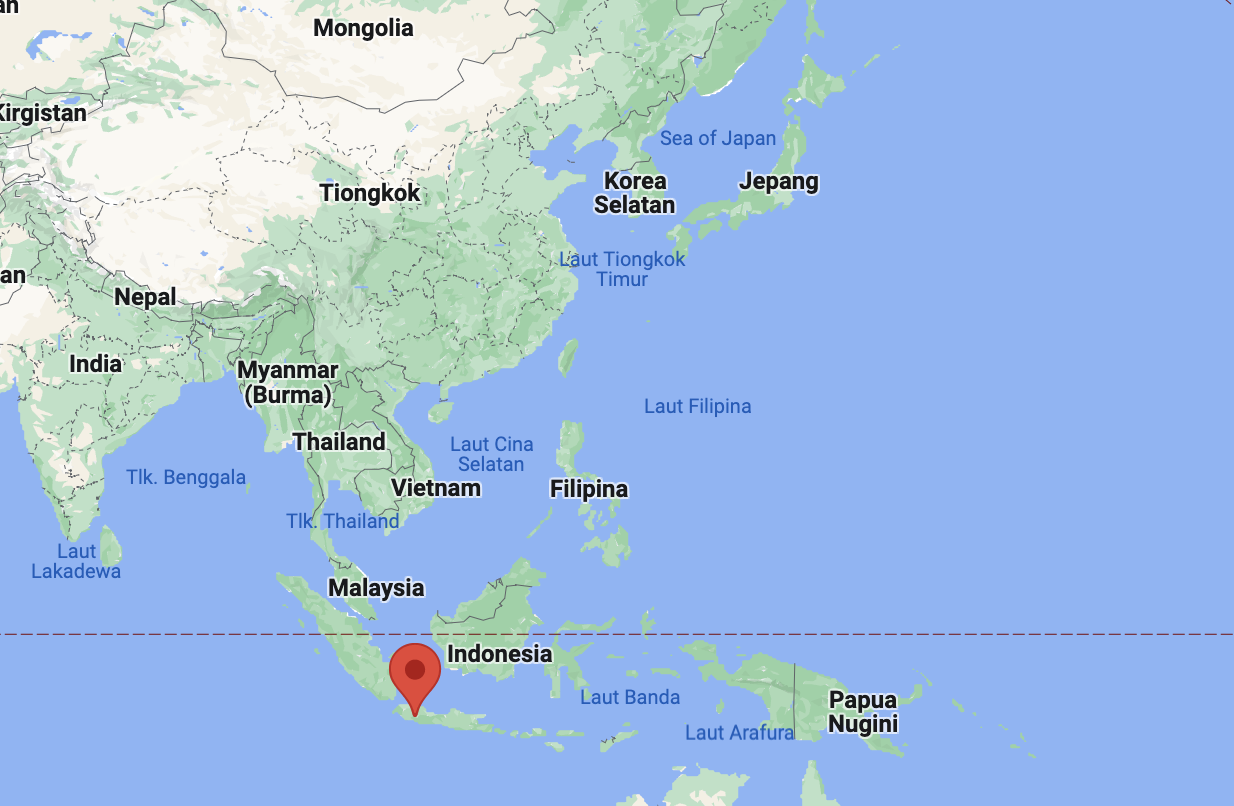 an
Mongolia
Kirgistan
Sea of Japan
Korea
Selatan
Jepang
Tiongkok
Laut Tiongkok
Timur
an
Nepal
India
Myanmar
(Burma)
Laut Filipina
Thailand
Laut Cina
Selatan
Tlk. Benggala
Vietnam
Filipina
Tlk. Thailand
Laut
Lakadewa
Malaysia
Indonesia
Laut Banda
Papua
Nugini
Laut Arafura